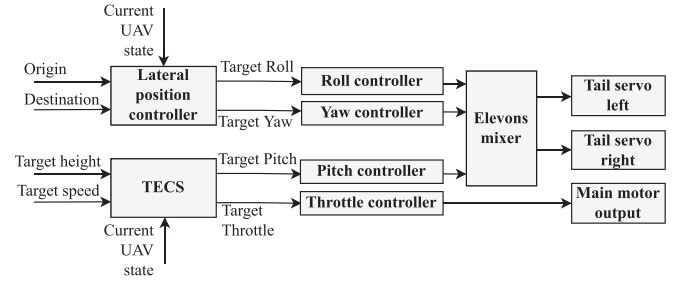 Current
UAV
state
Origin
Destination
Lateral
position
controller
Target Roll
Target Yaw
Roll controller
Yaw controller
Elevons
mixer
Tail servo
left
Tail servo
right
Target height
Target speed
TECS
Target Pitch
Target
Throttle
Pitch controller
Throttle controller
Main motor
output
Current
UAV
state